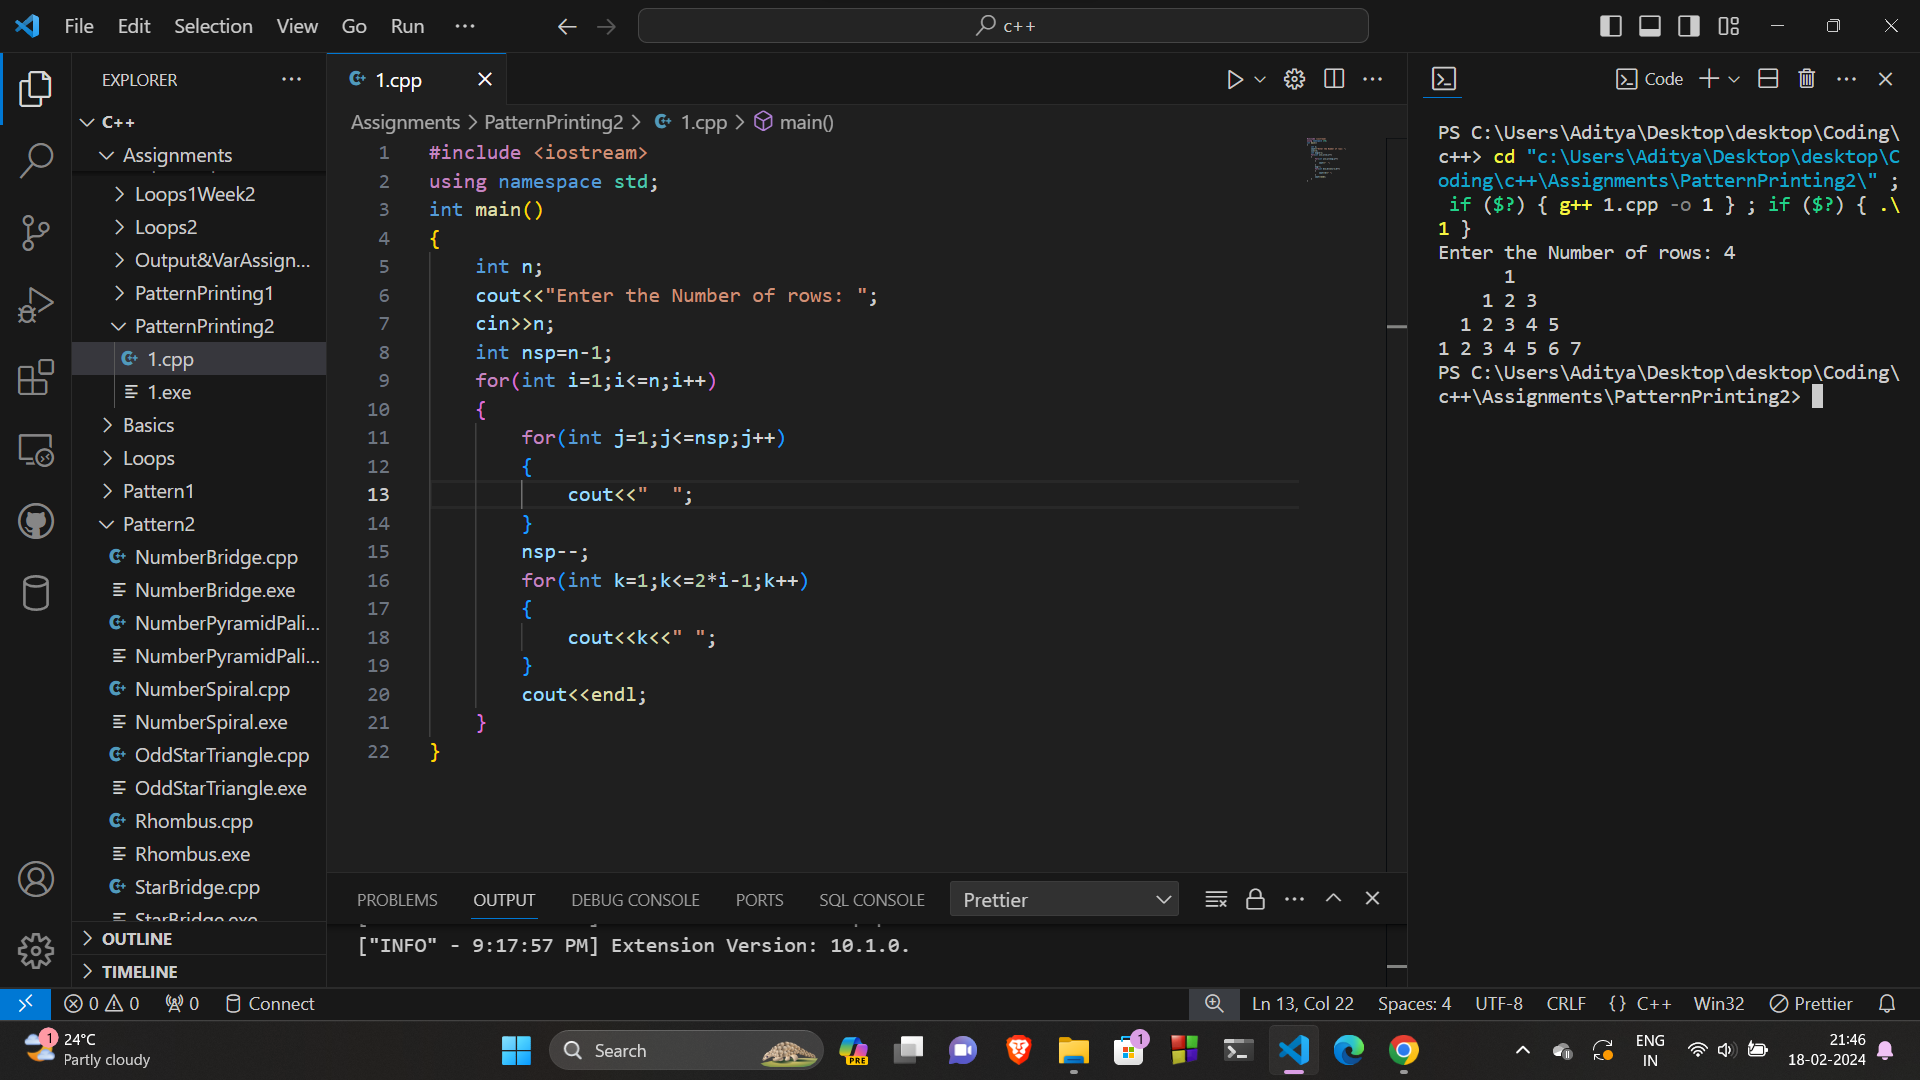 File Edit Selection View Go Run ···
c++
EXPLORER
C++
Assignments
Loops1Week2
Loops2
Output&VarAssign...
PatternPrinting1
PatternPrinting2
1.cpp
1.exe
Basics
Loops
Pattern1
Pattern2
NumberBridge.cpp
NumberBridge.exe
NumberPyramidPali...
NumberPyramidPali...
NumberSpiral.cpp
NumberSpiral.exe
OddStarTriangle.cpp
OddStarTriangle.exe
Rhombus.cpp
Rhombus.exe
StarBridge.cpp
StarBridge.exe
OUTLINE
TIMELINE
1.cpp
Assignments > PatternPrinting2 > 1.cpp > main()
1 #include <iostream>
2 using namespace std;
3 int main()
4 {
5     int n;
6     cout<<"Enter the Number of rows: ";
7     cin>>n;
8     int nsp=n-1;
9     for(int i=1;i<=n;i++)
10     {
11         for(int j=1;j<=nsp;j++)
12         {
13             cout<<"  ";
14         }
15         nsp--;
16         for(int k=1;k<=2*i-1;k++)
17         {
18             cout<<k<<" ";
19         }
20         cout<<endl;
21     }
22 }
PROBLEMS OUTPUT DEBUG CONSOLE PORTS SQL CONSOLE Prettier
["INFO" - 9:17:57 PM] Extension Version: 10.1.0.
Code
PS C:\Users\Aditya\Desktop\desktop\Coding\
c++> cd "c:\Users\Aditya\Desktop\desktop\C
oding\c++\Assignments\PatternPrinting2\" ;
if ($?) { g++ 1.cpp -o 1 } ; if ($?) { .\
1 }
Enter the Number of rows: 4
1
1 2 3
1 2 3 4 5
1 2 3 4 5 6 7
PS C:\Users\Aditya\Desktop\desktop\Coding\
c++\Assignments\PatternPrinting2>
0 0 0 Connect
Ln 13, Col 22 Spaces: 4 UTF-8 CRLF {} C++ Win32 Prettier
1
24°C
Partly cloudy
Search
PRE
1
ENG
IN
21:46
18-02-2024